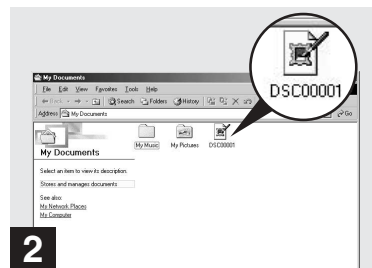 My Documents
File Edit View Favorites Tools Help
Back Search Folders History
Address My Documents Go
DSC00001
My Documents
My Music My Pictures DSC00001
Select an item to view its description.
Stores and manages documents
See also:
My Network Places
My Computer
2